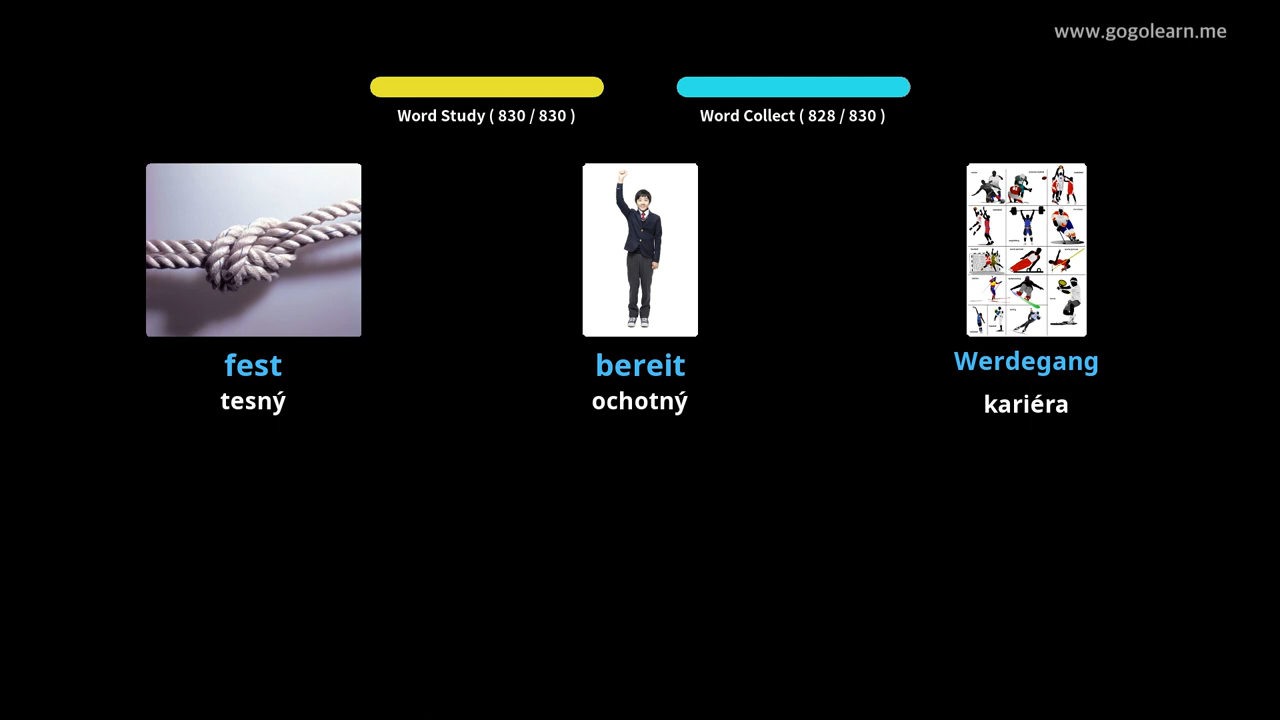 www.gogolearn.me
Word Study ( 830 / 830 )
Word Collect ( 828 / 830 )
fest
tesný
bereit
ochotný
Werdegang
kariéra